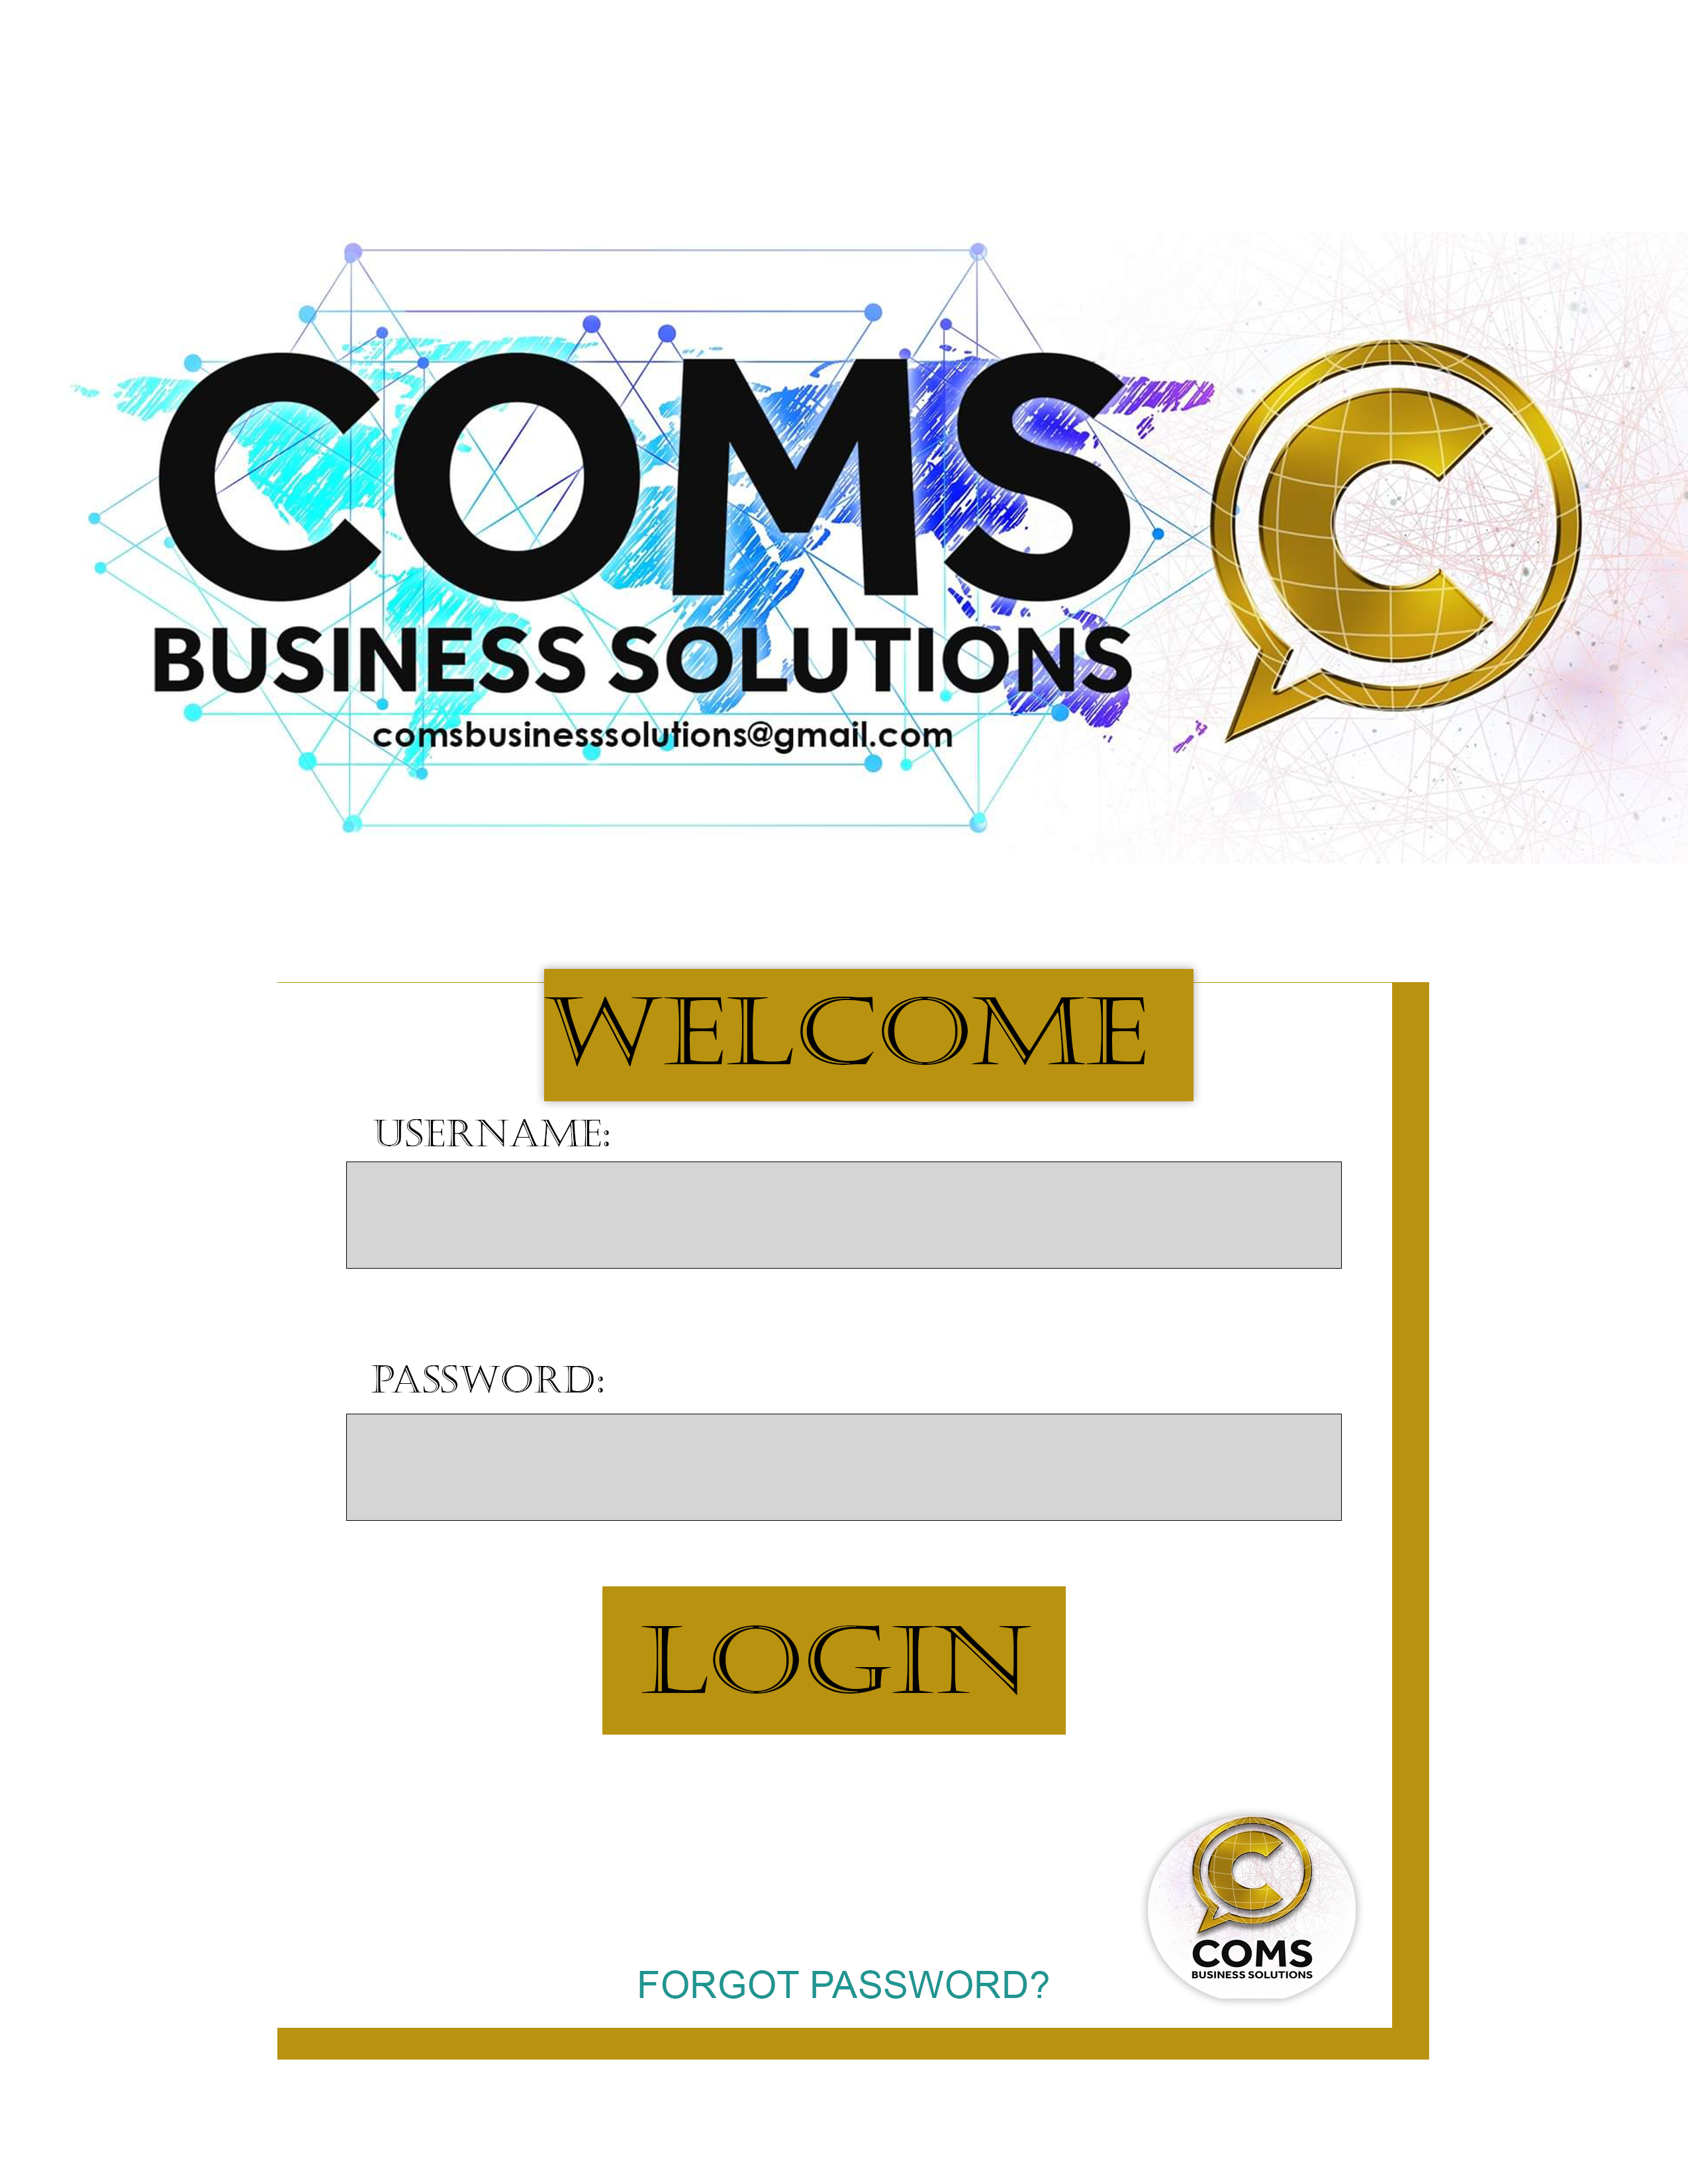 COMS
BUSINESS SOLUTIONS
comsbusinesssolutions@gmail.com
C
WELCOME
USERNAME:
PASSWORD:
LOGIN
C
COMS
BUSINESS SOLUTIONS
FORGOT PASSWORD?